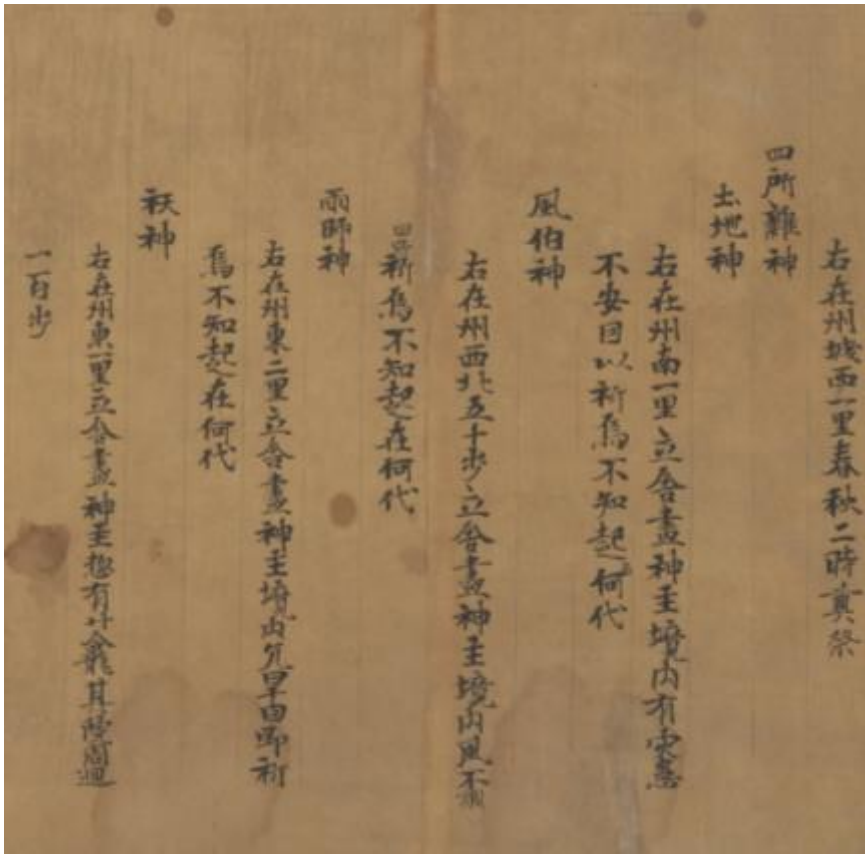 右在州城西一里春秋二時奠祭
四所雜神
土地神
右在州南一里立舍畫神主境內有灾患
不安因以祈焉不知起何代
風伯神
右在州西北五十步立舍畫神主境內風不
因即祈焉不知起在何代
雨師神
右在州東二里立舍畫神主境內亢旱因即祈
焉不知起在何代
祆神
右在州東一里立舍畫神主惣有廿龕其院周迴
一百步